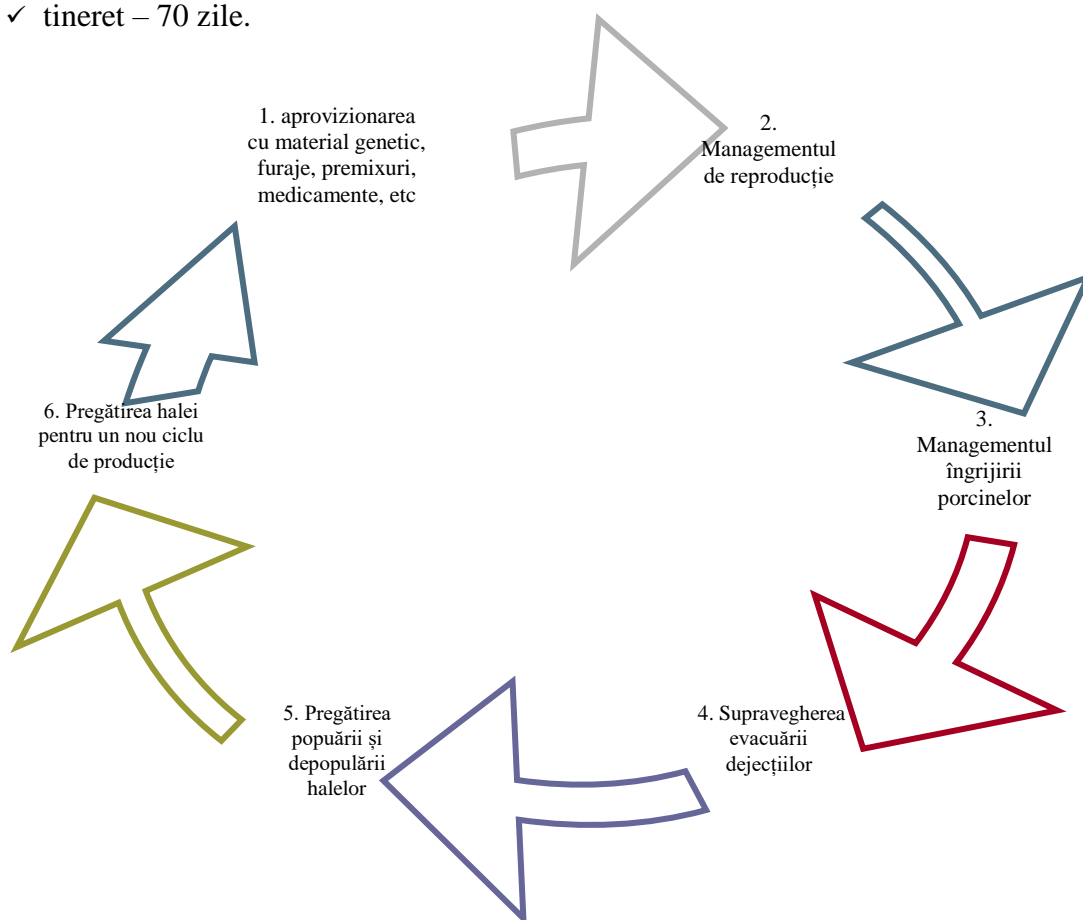 ✓ tineret – 70 zile.
1. aprovizionarea
cu material genetic,
furaje, premixuri,
medicamente, etc
2.
Managementul
de reproducție
3.
Managementul
îngrijirii
porcinelor
4. Supravegherea
evacuării
dejecțiilor
5. Pregătirea
popuării și
depopulării
halelor
6. Pregătirea halei
pentru un nou ciclu
de producție